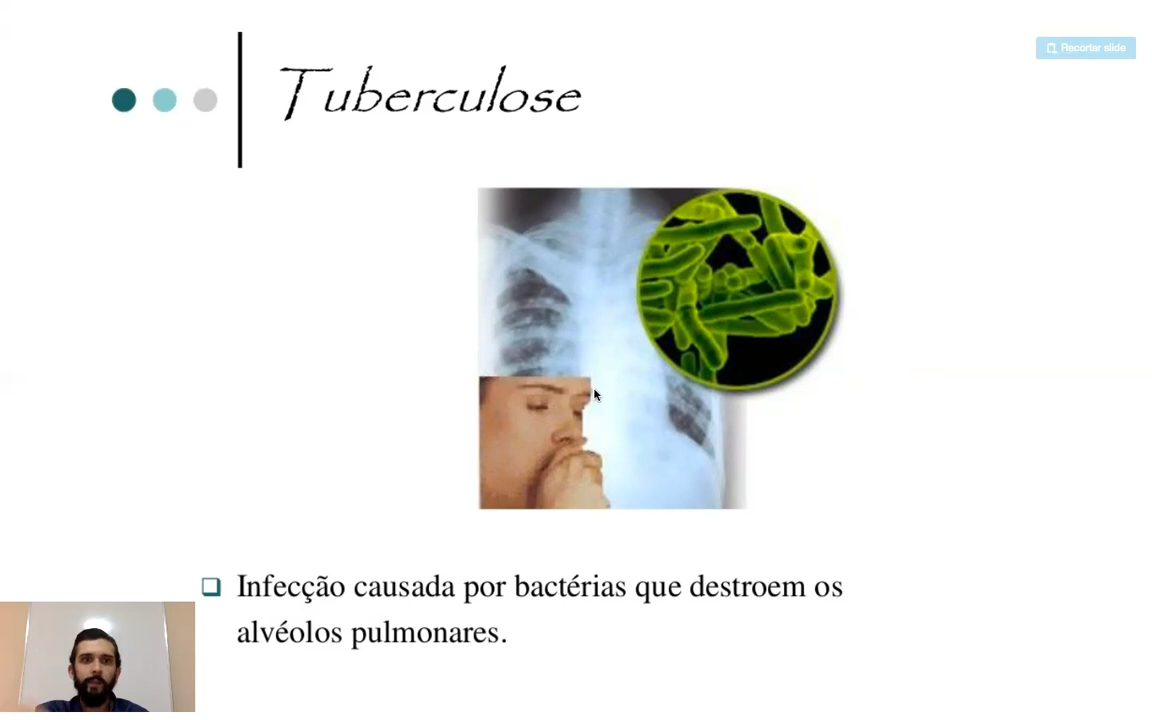 Recortar slide
Tuberculose
Infecção causada por bactérias que destroem os
alvéolos pulmonares.